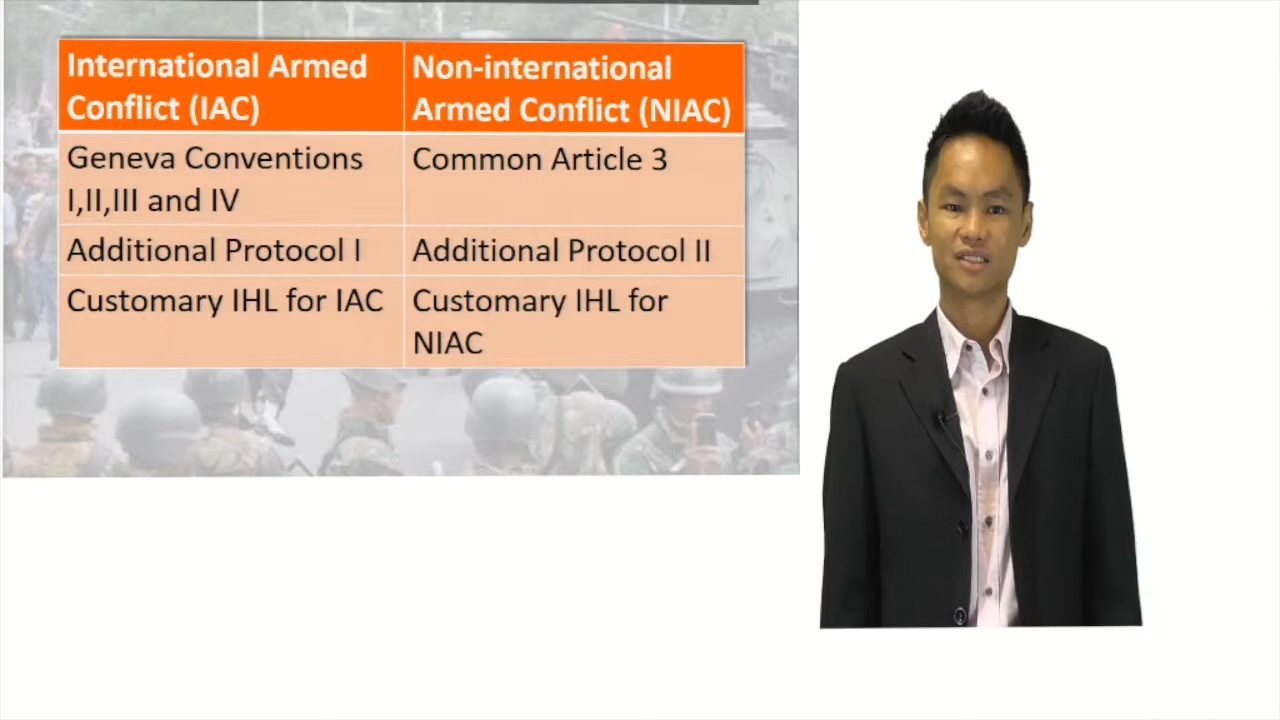 International Armed
Conflict (IAC)
Non-international
Armed Conflict (NIAC)
Geneva Conventions
I,II,III and IV
Common Article 3
Additional Protocol I
Additional Protocol II
Customary IHL for IAC
Customary IHL for
NIAC